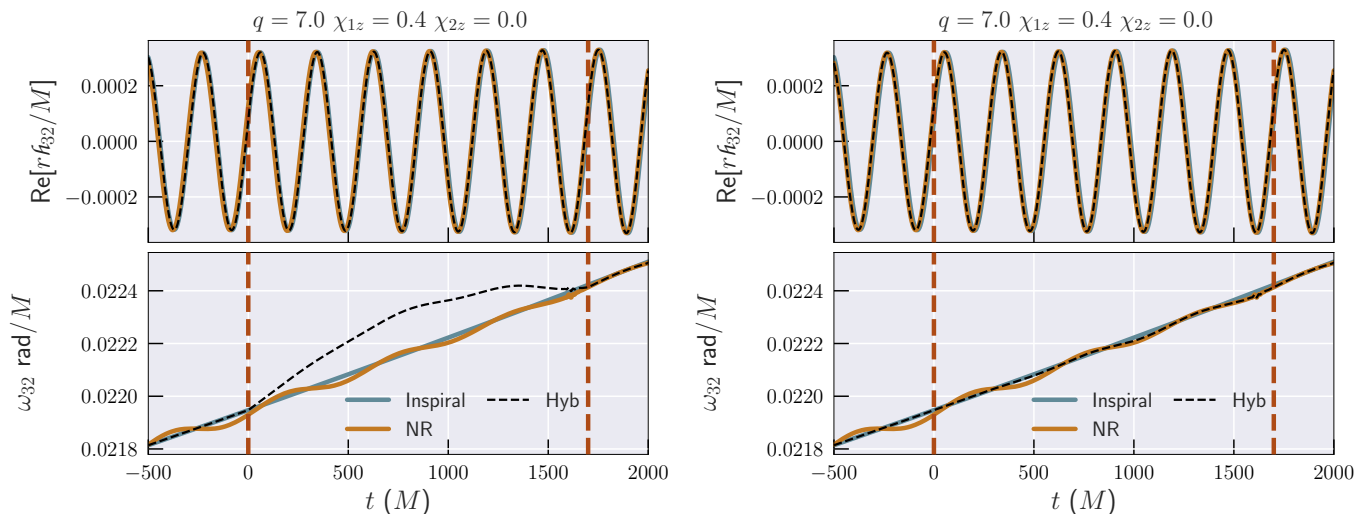 q = 7.0 χ₁z = 0.4 χ₂z = 0.0
Re[rℎ₃₂/M]
0.0002
0.0000
−0.0002
ω₃₂ rad/M
0.0224
0.0222
0.0220
0.0218
Inspiral
NR
Hyb
−500
0
500
1000
1500
2000
t (M)
q = 7.0 χ₁z = 0.4 χ₂z = 0.0
Re[rℎ₃₂/M]
0.0002
0.0000
−0.0002
ω₃₂ rad/M
0.0224
0.0222
0.0220
0.0218
Inspiral
NR
Hyb
−500
0
500
1000
1500
2000
t (M)